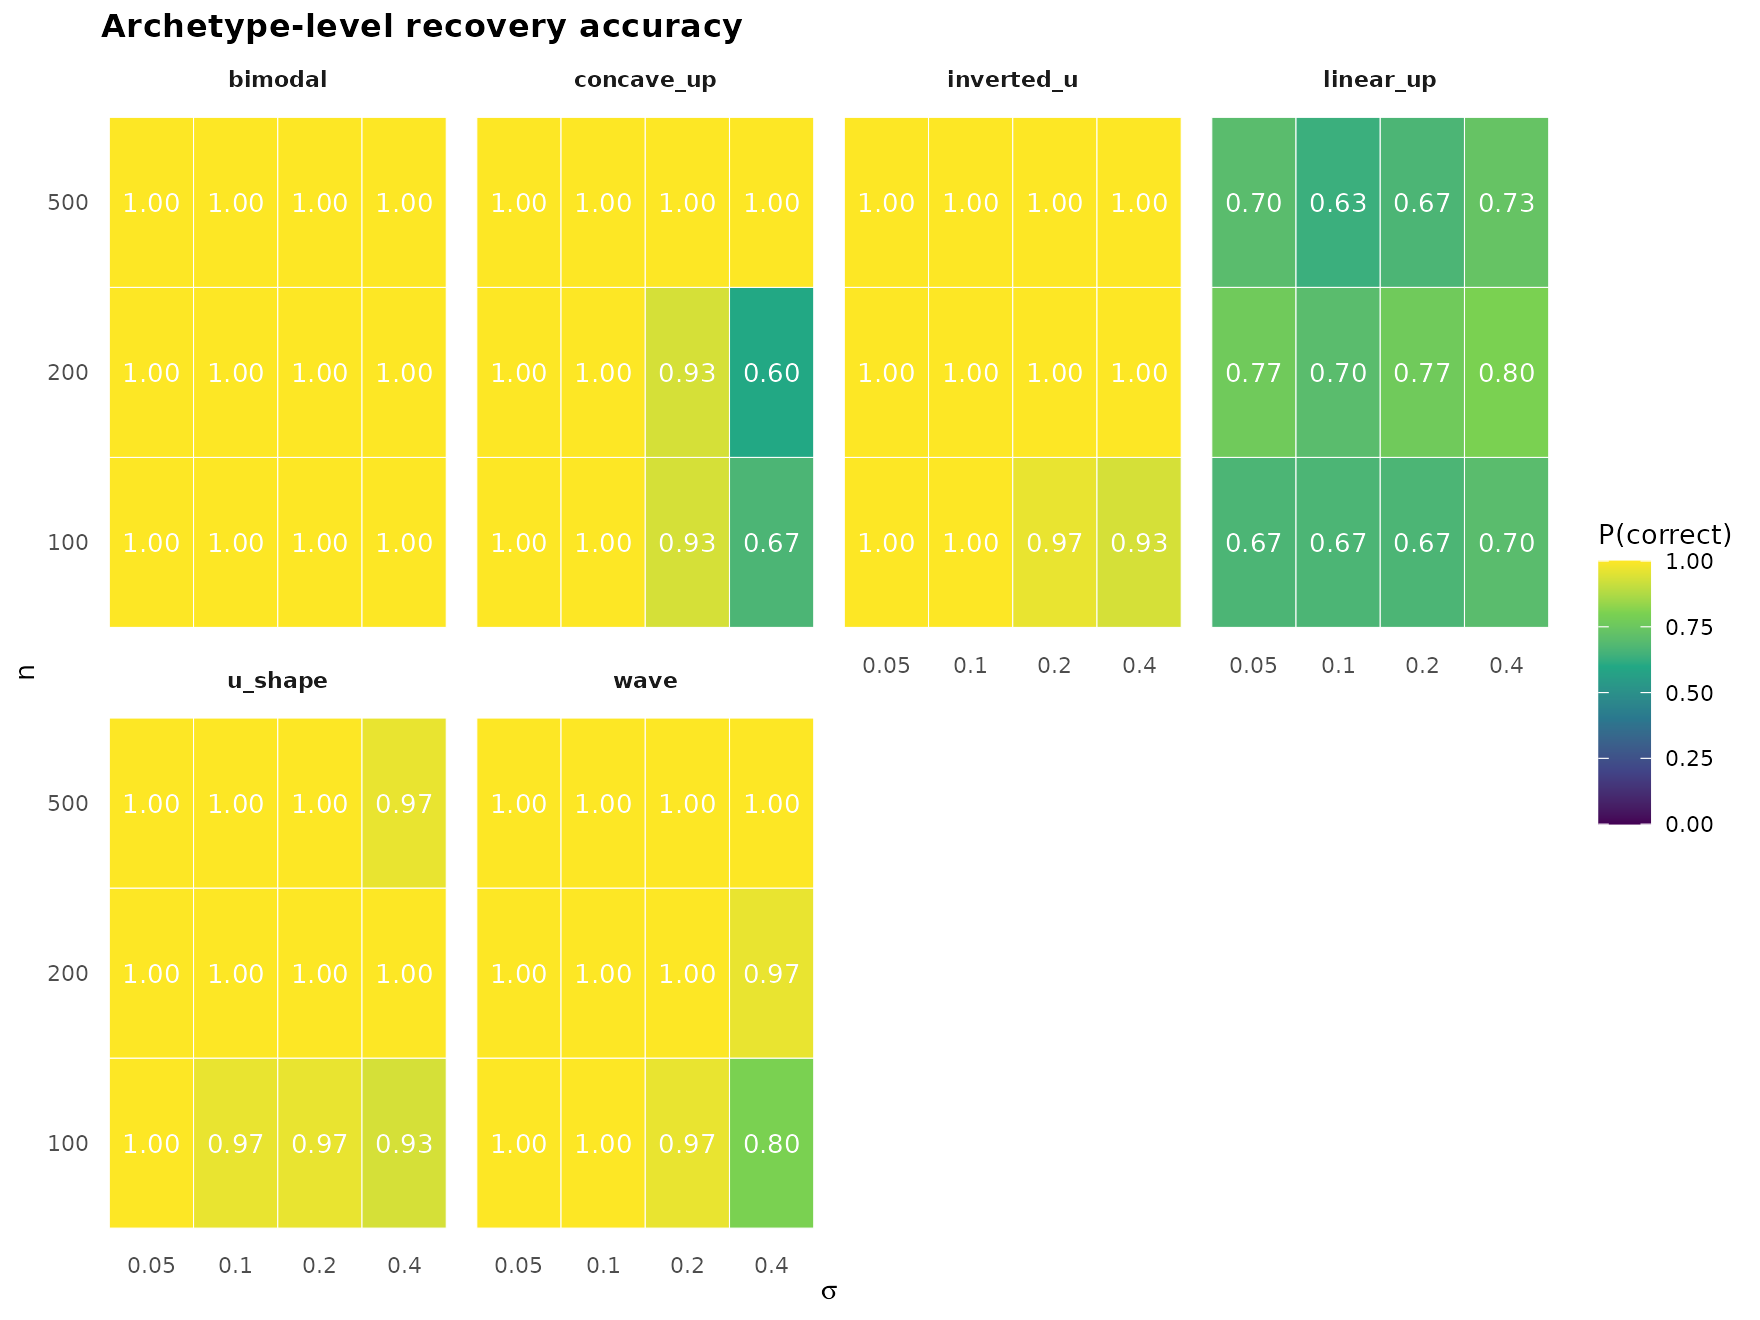 Archetype-level recovery accuracy
bimodal concave_up inverted_u linear_up
500 1.00 1.00 1.00 1.00 1.00 1.00 1.00 1.00 1.00 1.00 1.00 1.00 0.70 0.63 0.67 0.73
200 1.00 1.00 1.00 1.00 1.00 1.00 0.93 0.60 1.00 1.00 1.00 1.00 0.77 0.70 0.77 0.80
100 1.00 1.00 1.00 1.00 1.00 1.00 0.93 0.67 1.00 1.00 0.97 0.93 0.67 0.67 0.67 0.70
0.05 0.1 0.2 0.4 0.05 0.1 0.2 0.4
u_shape wave
500 1.00 1.00 1.00 0.97 1.00 1.00 1.00 1.00
200 1.00 1.00 1.00 1.00 1.00 1.00 1.00 0.97
100 1.00 0.97 0.97 0.93 1.00 1.00 0.97 0.80
0.05 0.1 0.2 0.4 0.05 0.1 0.2 0.4
n
σ
P(correct)
1.00
0.75
0.50
0.25
0.00